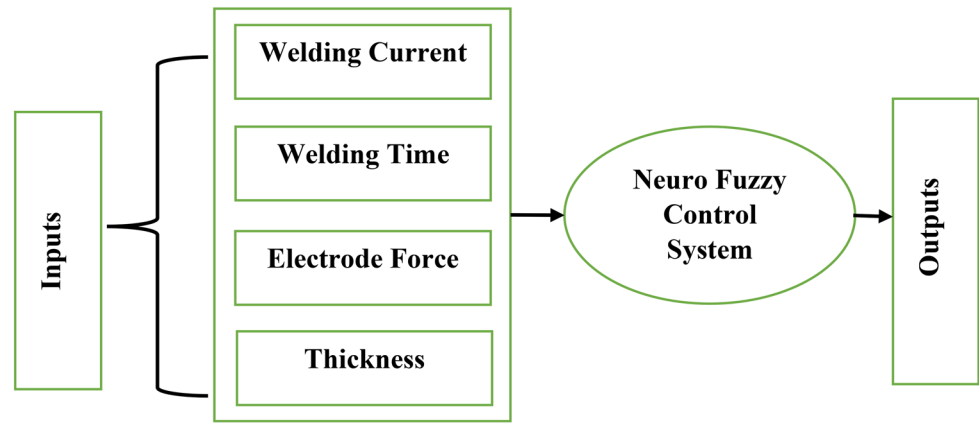 Inputs
Welding Current
Welding Time
Electrode Force
Thickness
Neuro Fuzzy
Control
System
Outputs